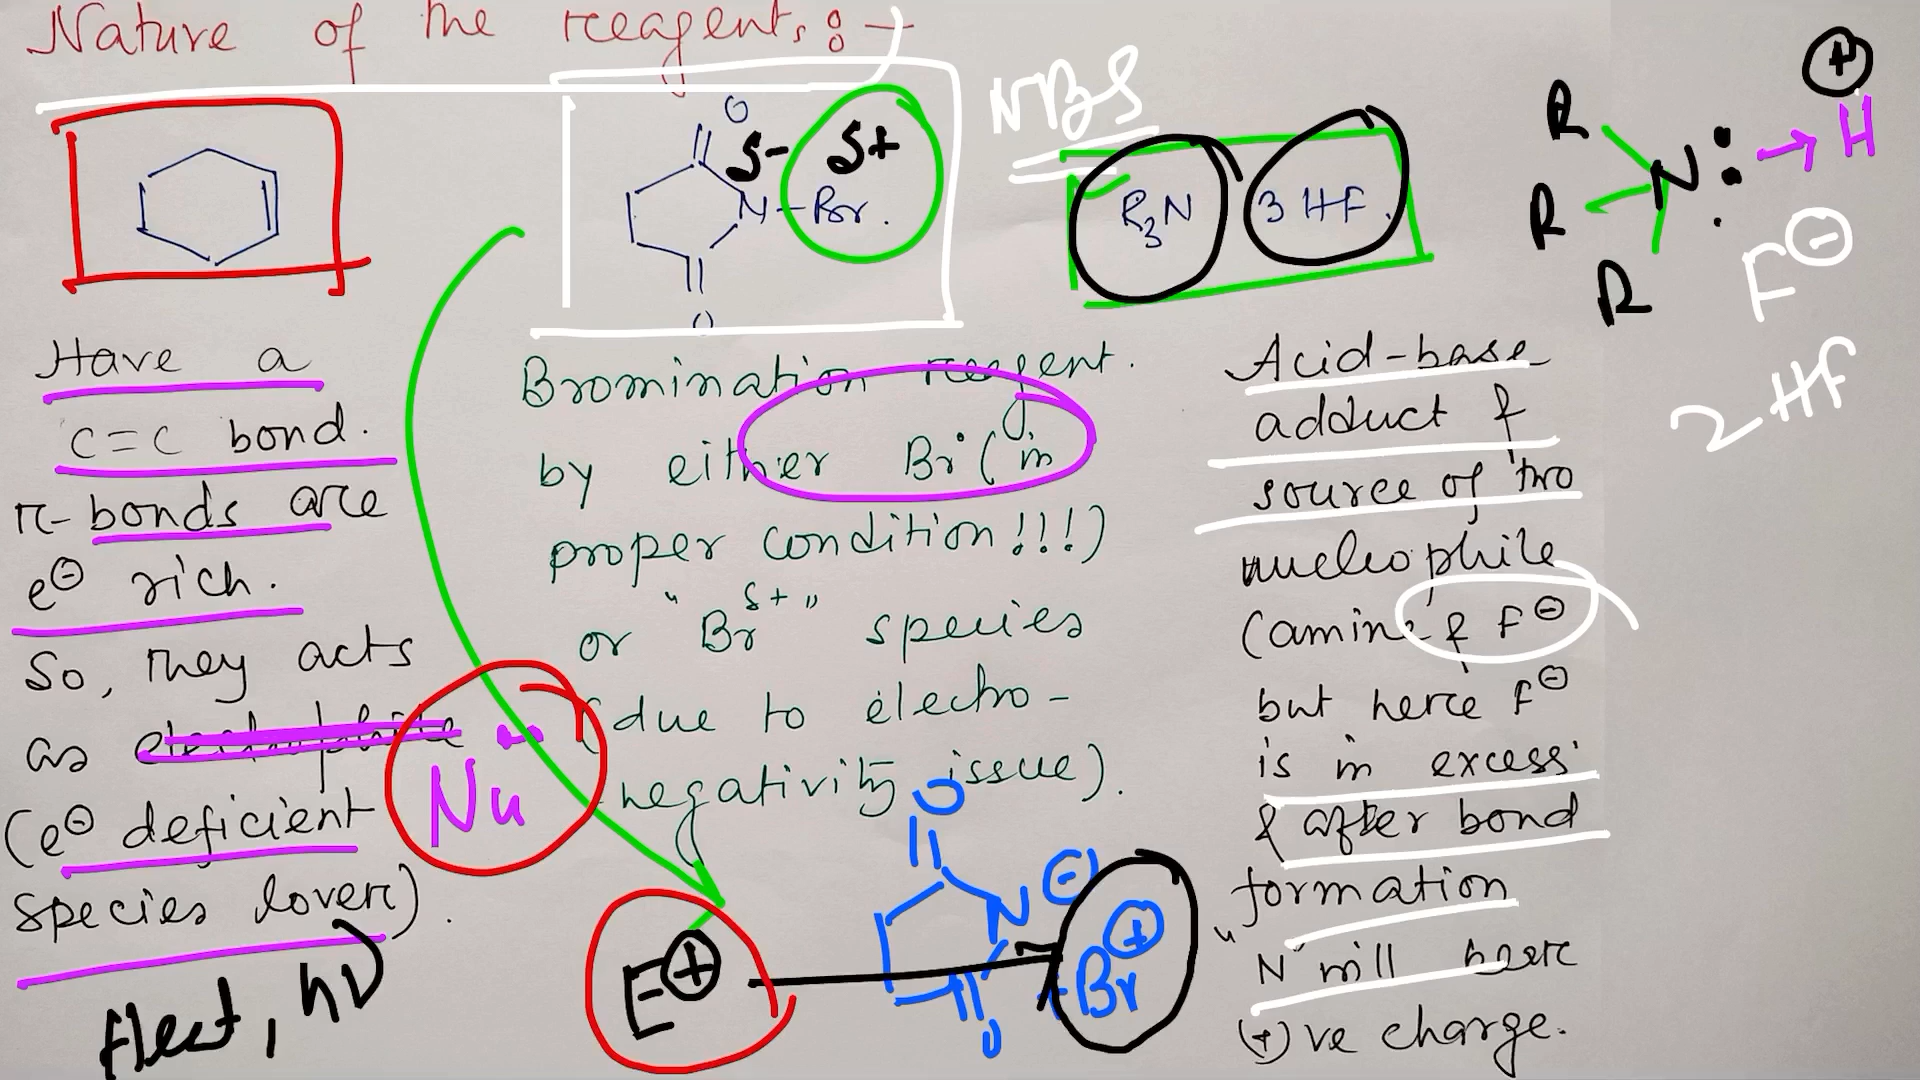 Nature of the reagents :-
NBS
O
δ- δ+
N-Br.
O
R3N 3 HF.
R
R
R
N: → H
⊕
F⊖
2 HF
Have a
C=C bond.
π-bonds are
e⊖ rich.
So, they acts
as electrophile
Nu
(e⊖ deficient
species lover).
Heat, hν
Bromination reagent.
by either Br˙ (in
proper condition!!!)
or "Brδ+" species
(due to electro-
negativity issue).
E⊕
O
N⊖
O
Br⊕
Acid-base
adduct &
source of two
nucleophile
(amine & F⊖
but here F⊖
is in excess
& after bond
formation
"N" will have
(+)ve charge.